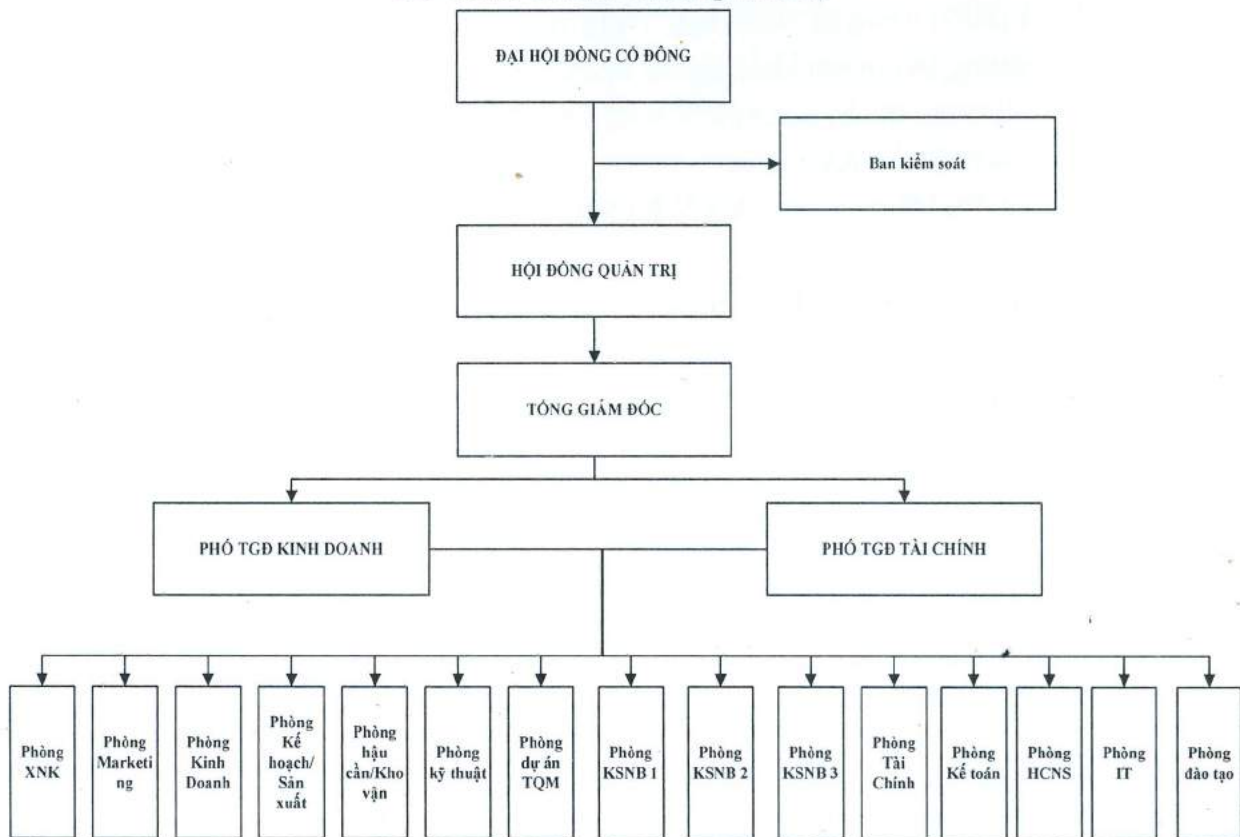 ĐẠI HỘI ĐỒNG CỔ ĐÔNG
Ban kiểm soát
HỘI ĐỒNG QUẢN TRỊ
TỔNG GIÁM ĐỐC
PHÓ TGĐ KINH DOANH
PHÓ TGĐ TÀI CHÍNH
Phòng
XNK
Phòng
Marketi
ng
Phòng
Kinh
Doanh
Phòng
Kế
hoạch/
Sản
xuất
Phòng
hậu
cần/Kho
vận
Phòng
kỹ thuật
Phòng
dự án
TQM
Phòng
KSNB 1
Phòng
KSNB 2
Phòng
KSNB 3
Phòng
Tài
Chính
Phòng
Kế toán
Phòng
HCNS
Phòng
IT
Phòng
đào tạo